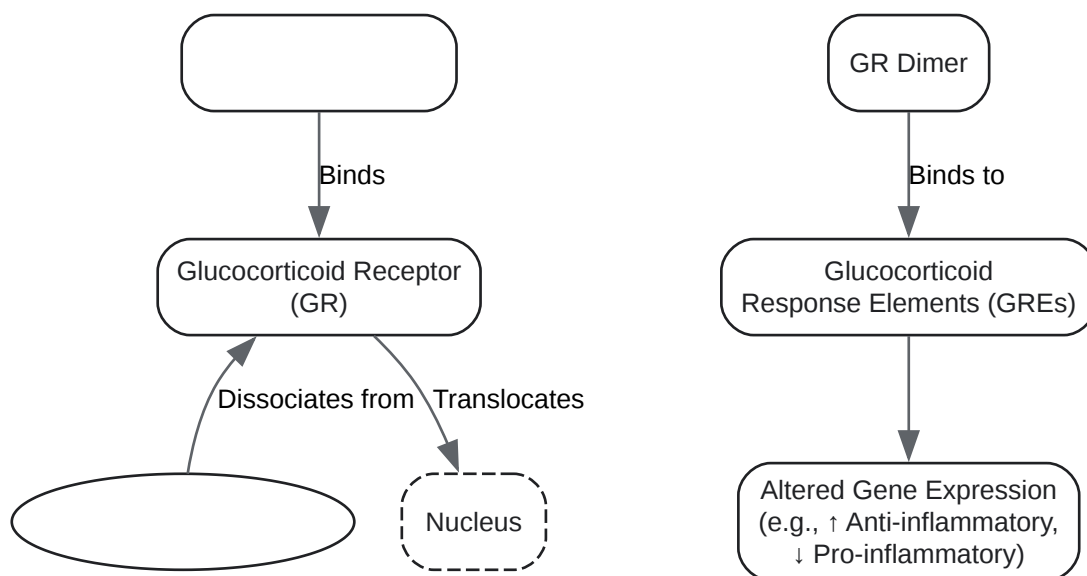 GR Dimer
Binds
Binds to
Glucocorticoid Receptor
(GR)
Glucocorticoid
Response Elements (GREs)
Dissociates from
Translocates
Nucleus
Altered Gene Expression
(e.g., ↑ Anti-inflammatory,
↓ Pro-inflammatory)